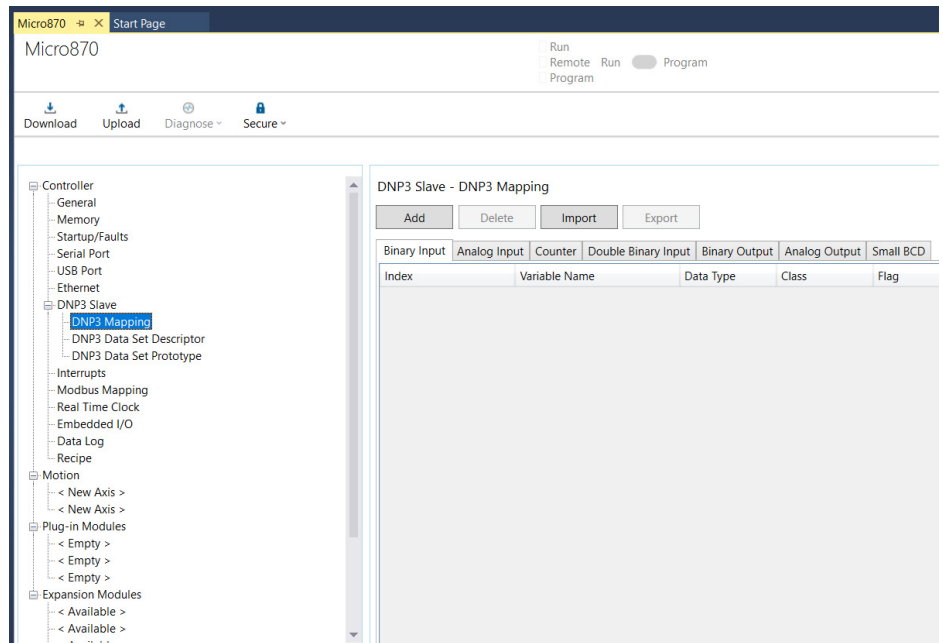 Micro870 Start Page
Micro870
Run
Remote Run Program
Program
Download Upload Diagnose Secure
Controller
General
Memory
Startup/Faults
Serial Port
USB Port
Ethernet
DNP3 Slave
DNP3 Mapping
DNP3 Data Set Descriptor
DNP3 Data Set Prototype
Interrupts
Modbus Mapping
Real Time Clock
Embedded I/O
Data Log
Recipe
Motion
< New Axis >
< New Axis >
Plug-in Modules
< Empty >
< Empty >
< Empty >
Expansion Modules
< Available >
< Available >
DNP3 Slave - DNP3 Mapping
Add Delete Import Export
Binary Input Analog Input Counter Double Binary Input Binary Output Analog Output Small BCD
Index Variable Name Data Type Class Flag